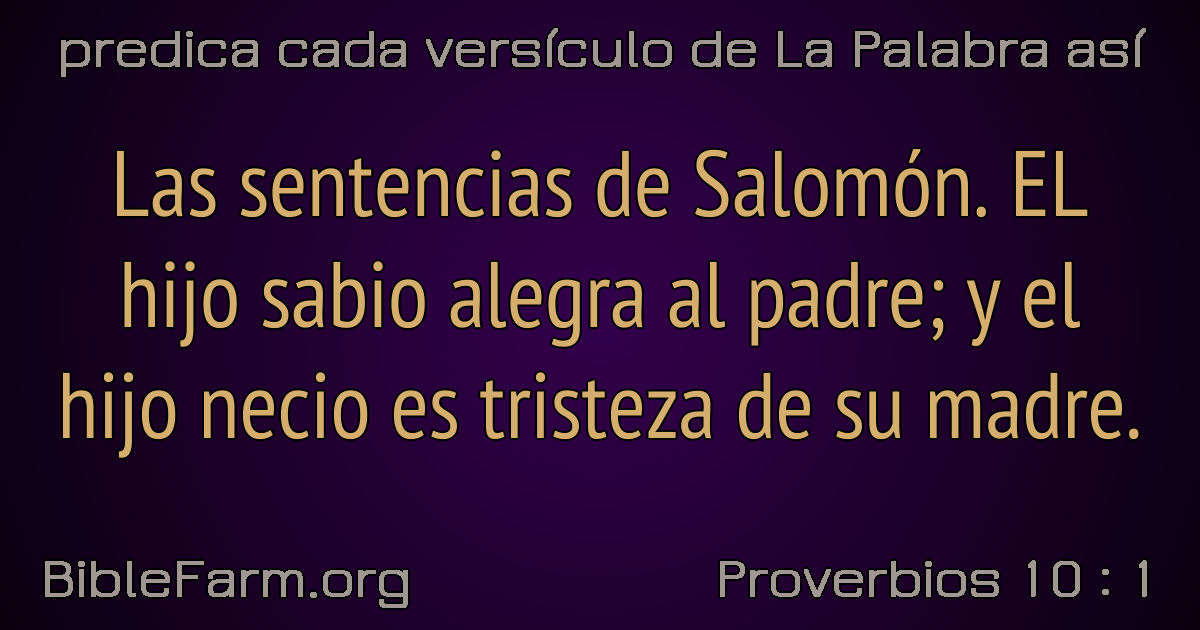 predica cada versículo de La Palabra así
Las sentencias de Salomón. EL
hijo sabio alegra al padre; y el
hijo necio es tristeza de su madre.
BibleFarm.org
Proverbios 10 : 1